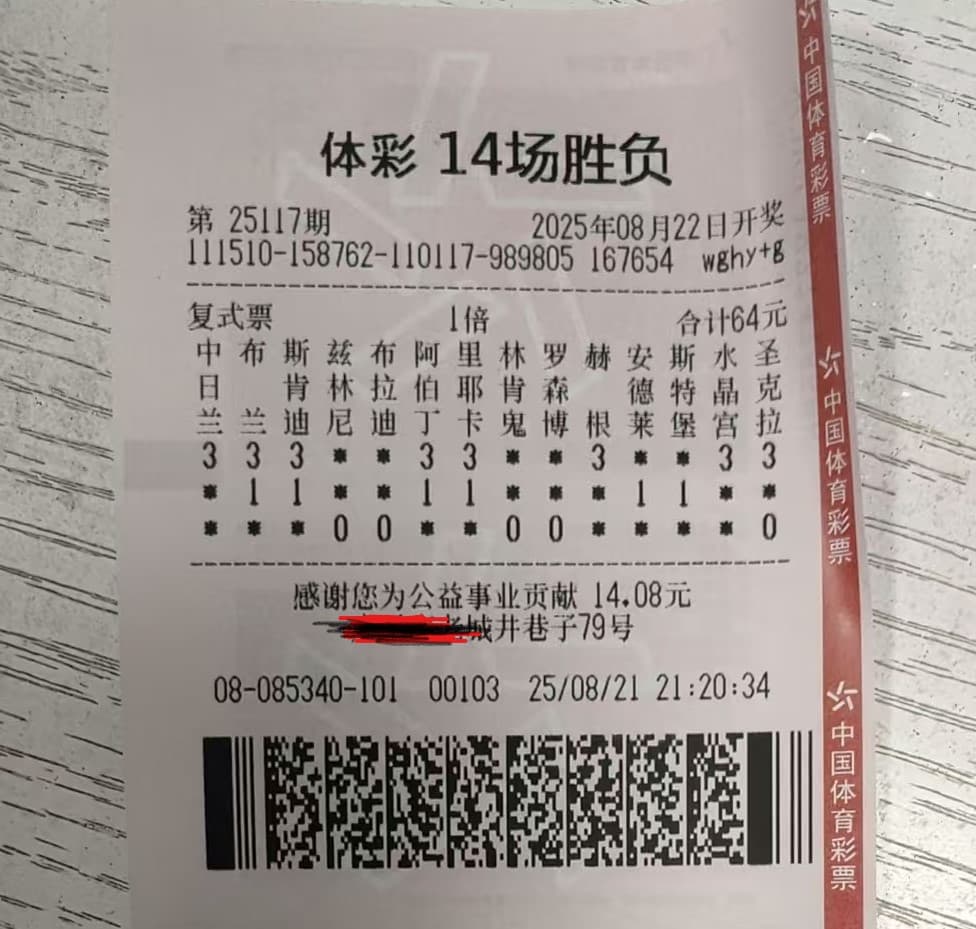 体彩 14场胜负
第 25117期 2025年08月22日开奖
111510-158762-110117-989805 167654 wghy+g
复式票 1倍 合计64元
中 布 斯 兹 布 阿 里 林 罗 赫 安 斯 水 圣
日 肯 林 拉 伯 耶 肯 森 德 特 晶 克
兰 兰 迪 尼 迪 丁 卡 鬼 博 根 莱 堡 宫 拉
3 3 3 * * 3 3 * * 3 * * 3 3
* 1 1 * * 1 1 * * * 1 1 * *
* * * 0 0 * * 0 0 * * * * 0
感谢您为公益事业贡献 14.08元
城井巷子79号
08-085340-101 00103 25/08/21 21:20:34
中国体育彩票
中国体育彩票
中国体育彩票